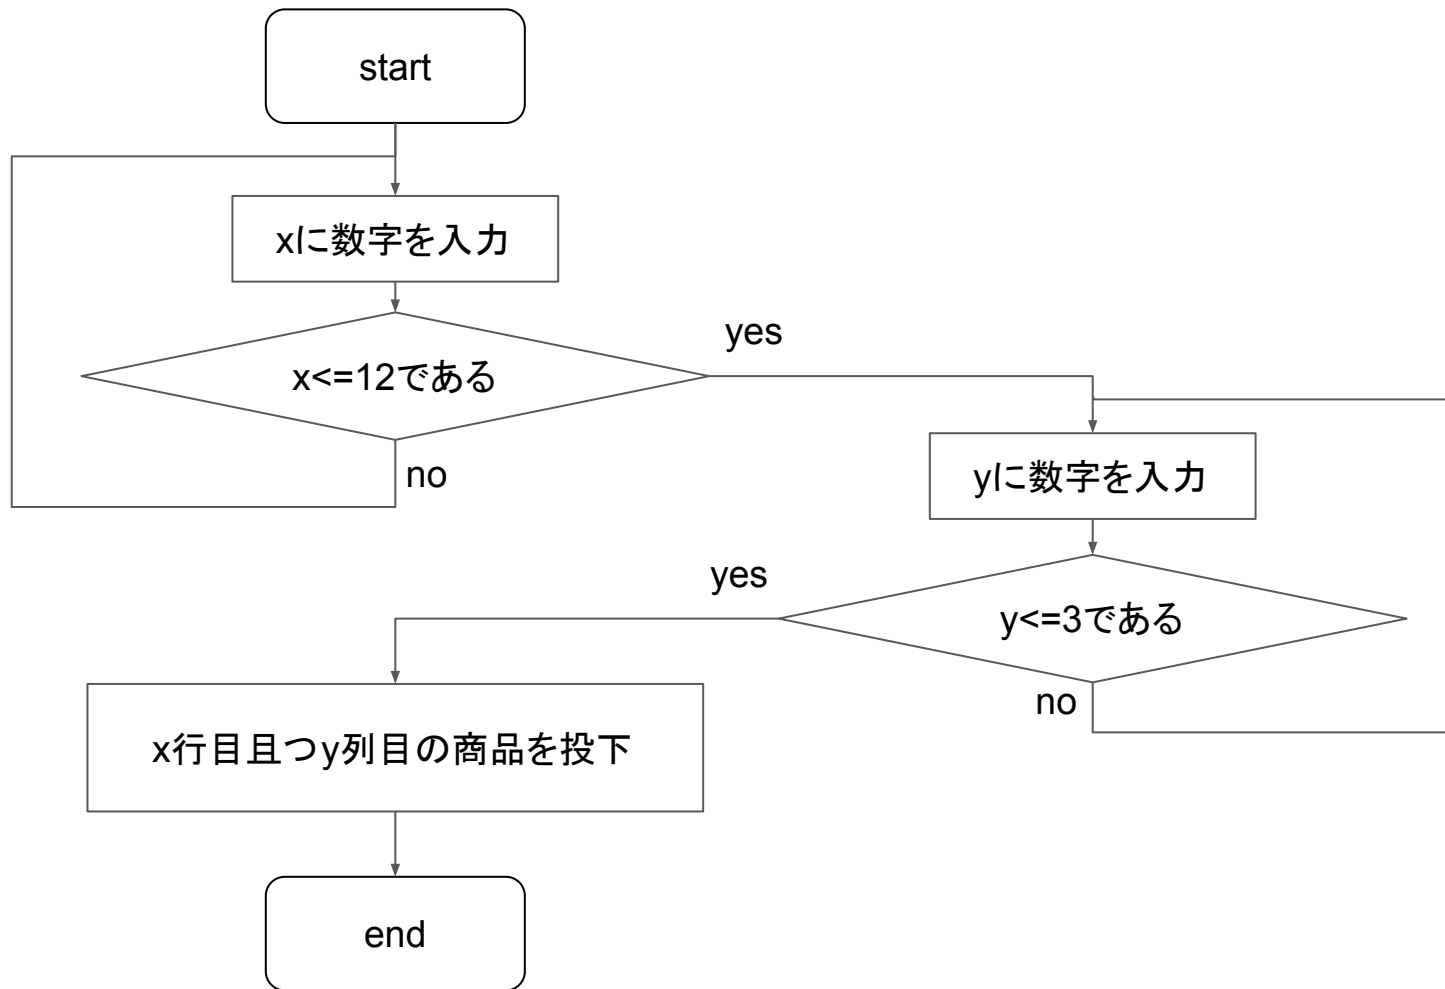 start
xに数字を入力
x<=12である
yes
no
yに数字を入力
y<=3である
yes
no
x行目且つy列目の商品を投下
end